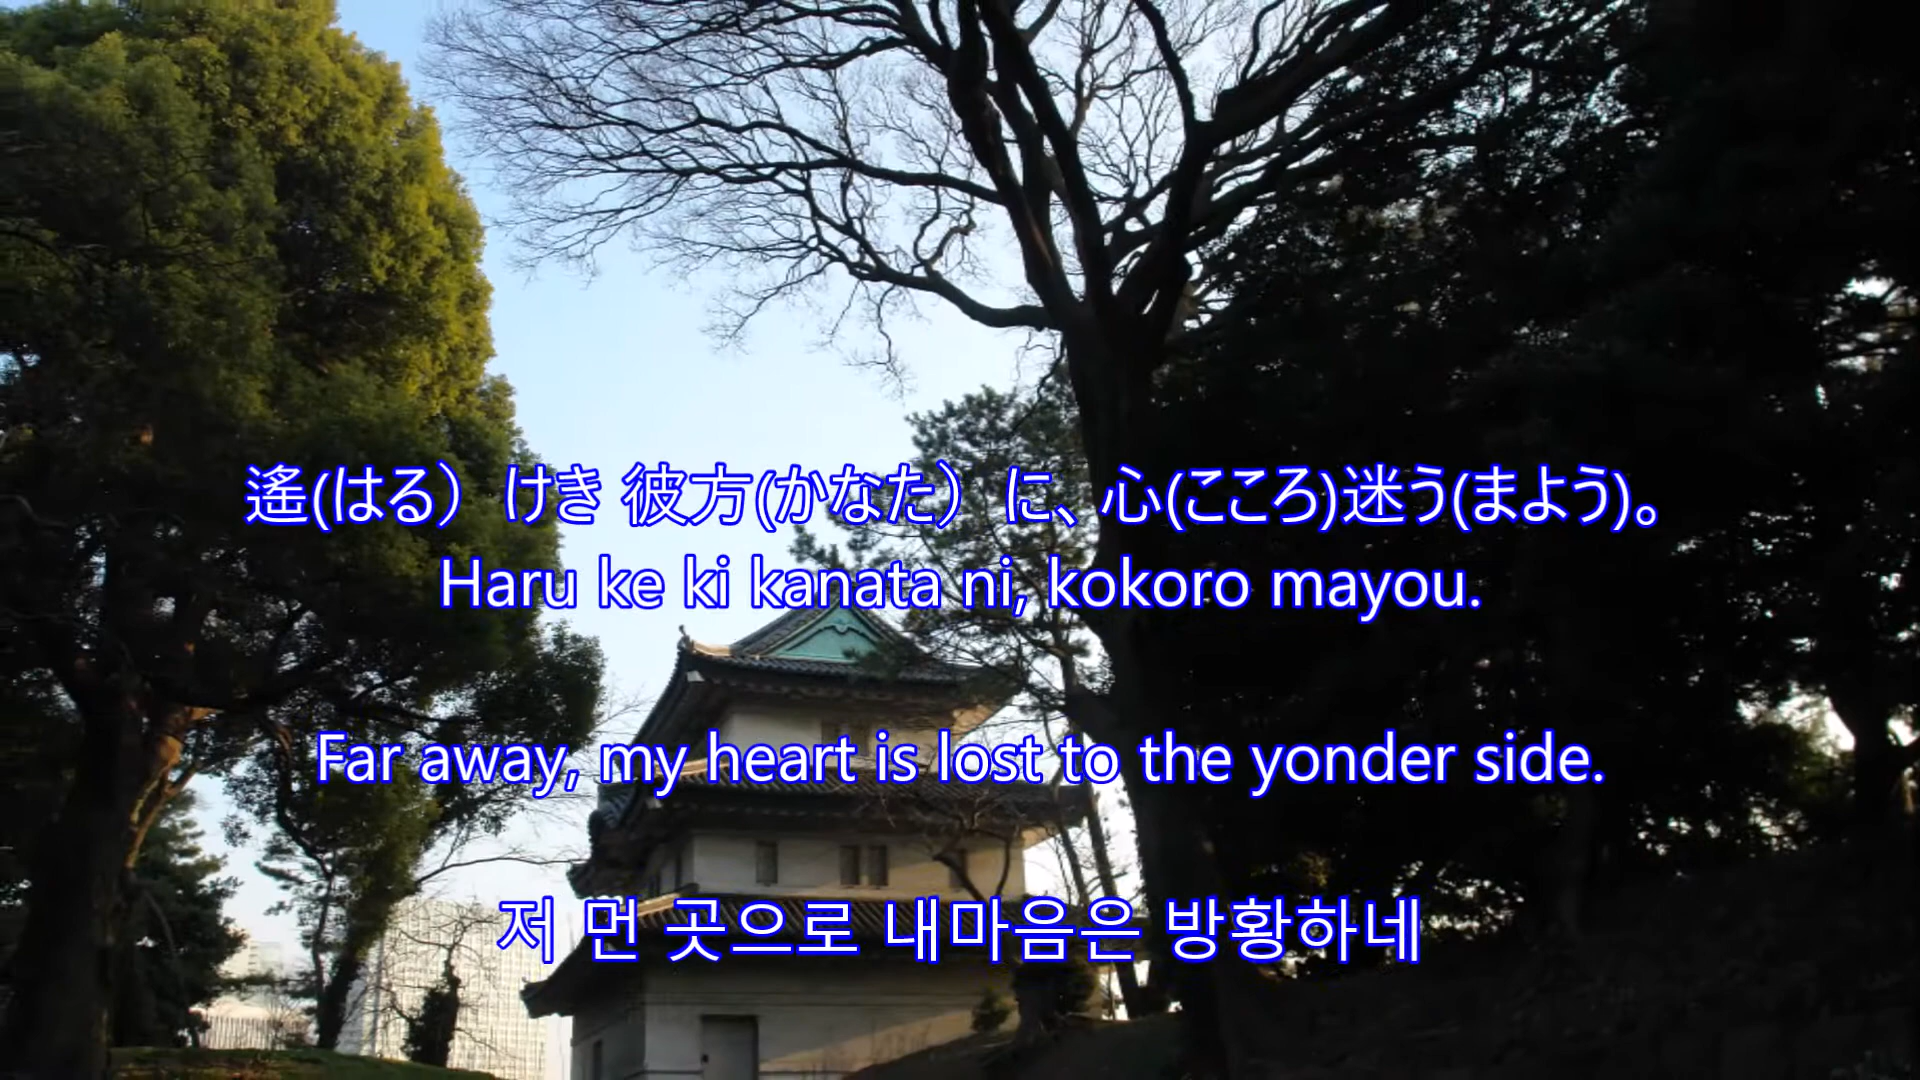 遙(はる）けき 彼方(かなた）に、心(こころ)迷う(まよう)。
Haru ke ki kanata ni, kokoro mayou.
Far away, my heart is lost to the yonder side.
저 먼 곳으로 내마음은 방황하네